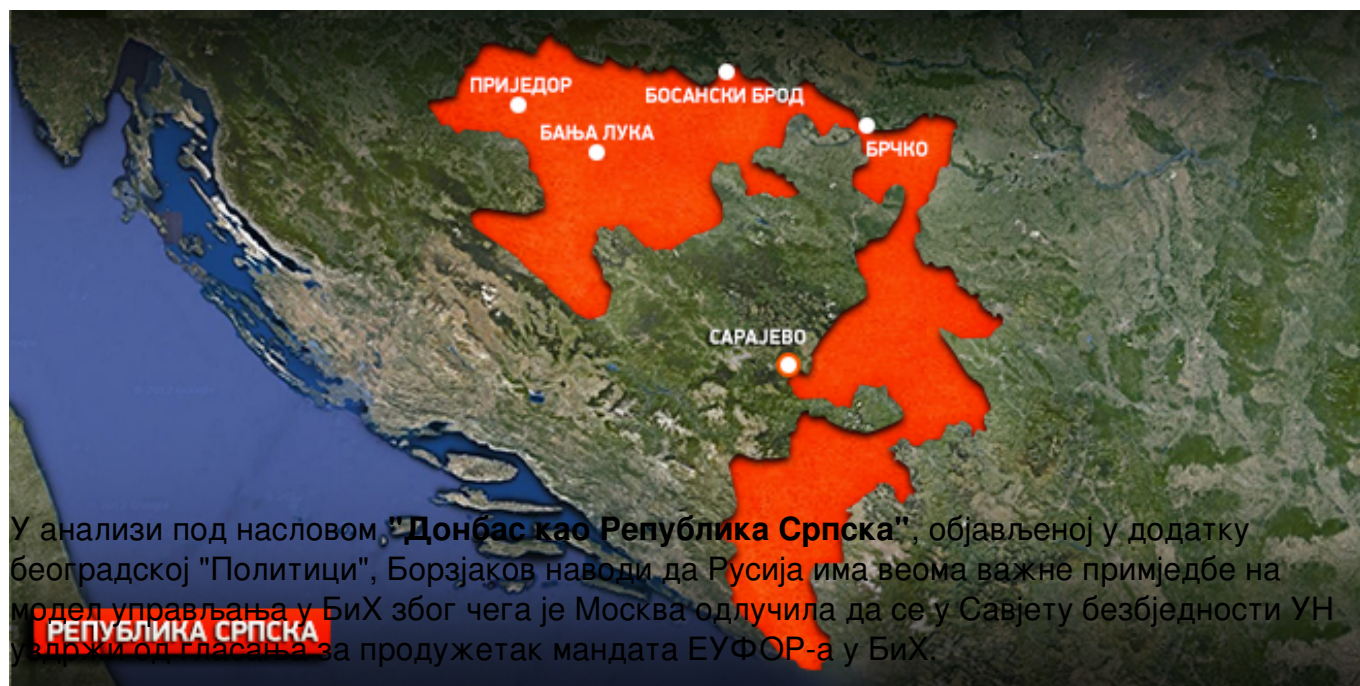 ПРИЈЕДОР
БОСАНСКИ БРОД
БАЊА ЛУКА
БРЧКО
САРАЈЕВО
У анализи под насловом "Донбас као Република Српска", објављеној у додатку
београдској "Политици", Борзјаков наводи да Русија има веома важне примједбе на
модел управљања у БиХ због чега је Москва одлучила да се у Савјету безбједности УН
РЕПУБЛИКА СРПСКА
уздржи од гласања за продужетак мандата ЕУФОР-а у БиХ.